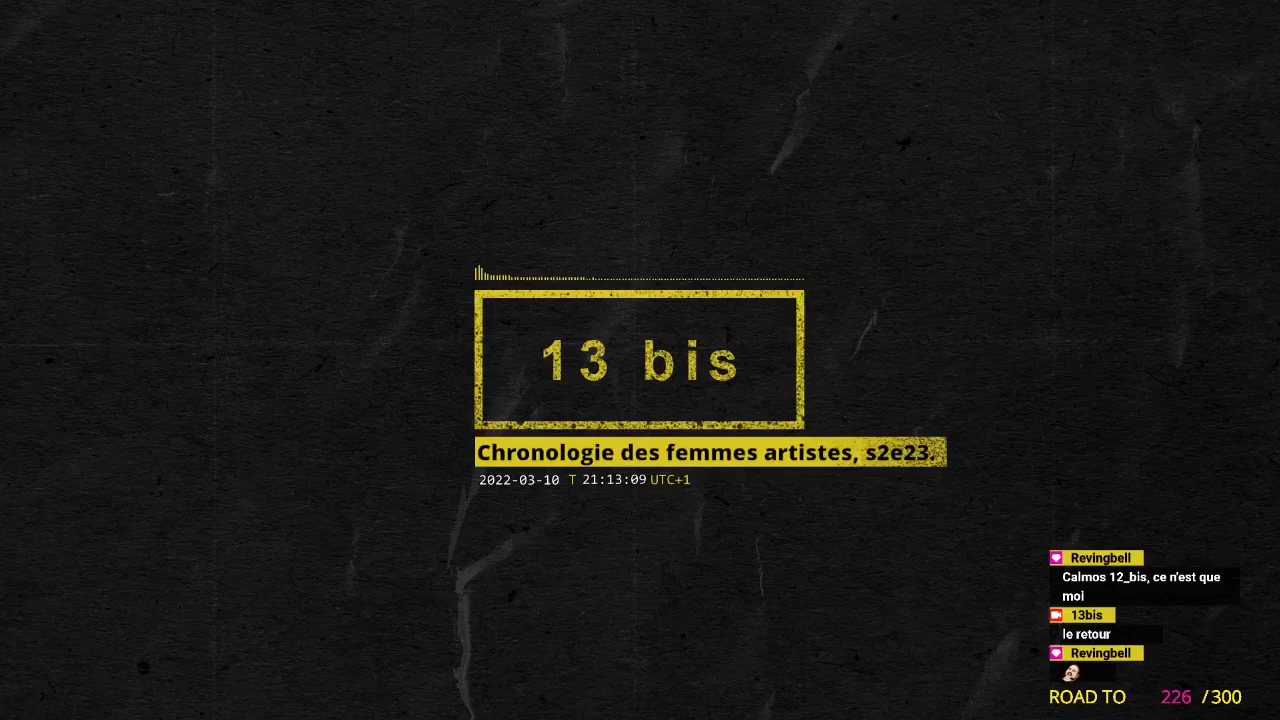 13 bis
Chronologie des femmes artistes, s2e23.
2022-03-10 T 21:13:09 UTC+1
Revingbell
Calmos 12_bis, ce n'est que
moi
13bis
le retour
Revingbell
ROAD TO 226 / 300